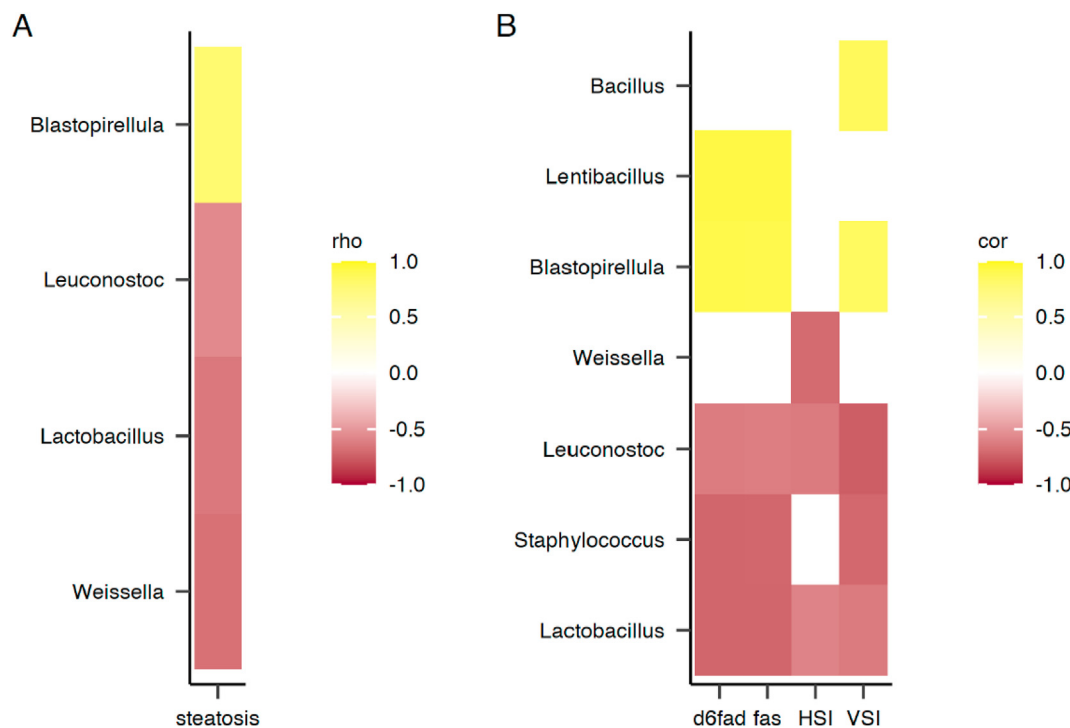 A
Blastopirellula
Leuconostoc
Lactobacillus
Weissella
steatosis
rho
1.0
0.5
0.0
-0.5
-1.0
B
Bacillus
Lentibacillus
Blastopirellula
Weissella
Leuconostoc
Staphylococcus
Lactobacillus
d6fad fas HSI VSI
cor
1.0
0.5
0.0
-0.5
-1.0